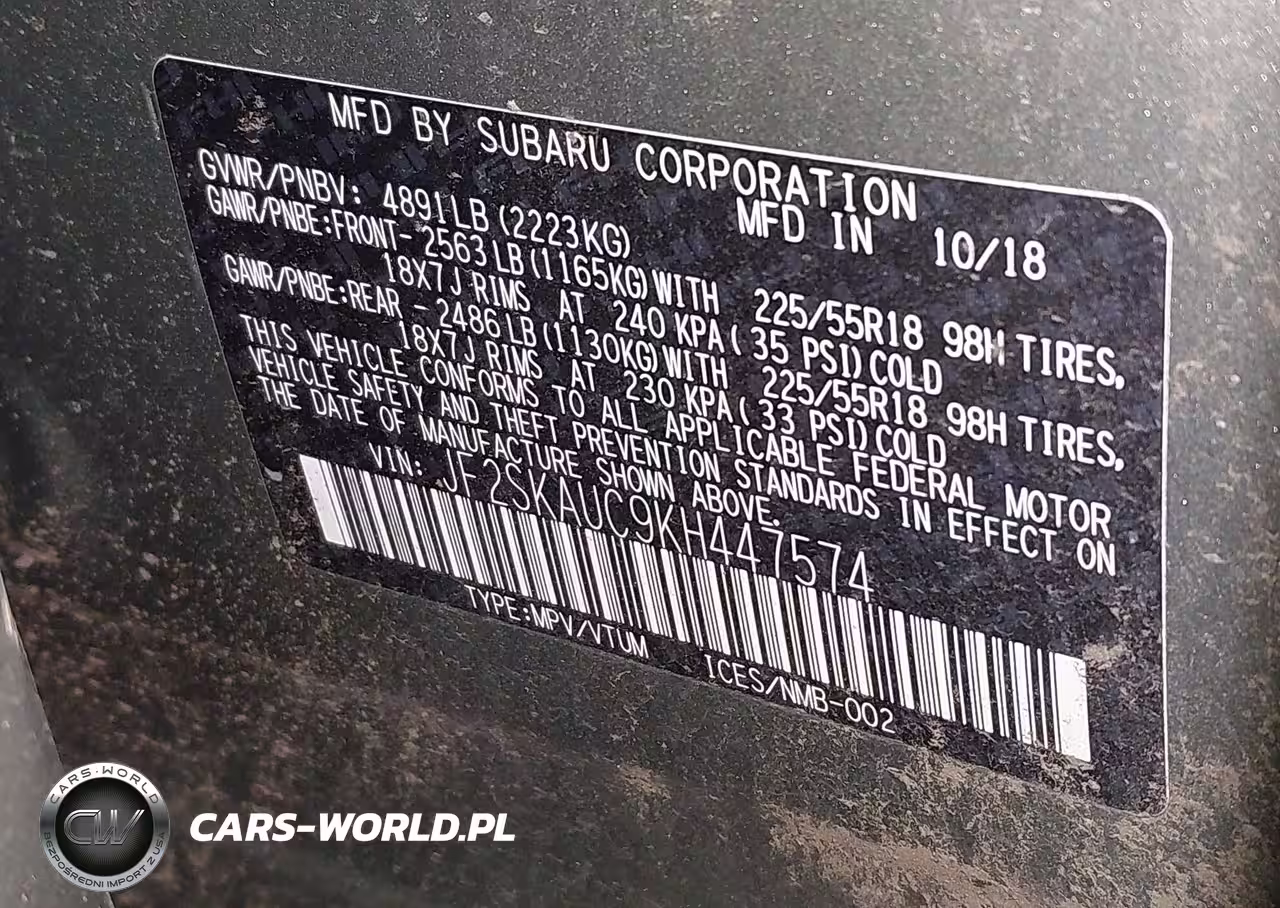 MFD BY SUBARU CORPORATION
MFD IN 10/18
GVWR/PNBV: 4891LB (2223KG)
GAWR/PNBE:FRONT- 2563LB(1165KG)WITH 225/55R18 98H TIRES,
18X7J RIMS AT 240 KPA( 35 PSI)COLD
GAWR/PNBE:REAR - 2486LB(1130KG)WITH 225/55R18 98H TIRES,
18X7J RIMS AT 230 KPA( 33 PSI)COLD
THIS VEHICLE CONFORMS TO ALL APPLICABLE FEDERAL MOTOR
VEHICLE SAFETY AND THEFT PREVENTION STANDARDS IN EFFECT ON
THE DATE OF MANUFACTURE SHOWN ABOVE.
VIN: JF2SKAUC9KH447574
TYPE:MPV/VTUM ICES/NMB-002
CARS-WORLD
CW
BEZPOŚREDNI IMPORT Z USA
CARS-WORLD.PL